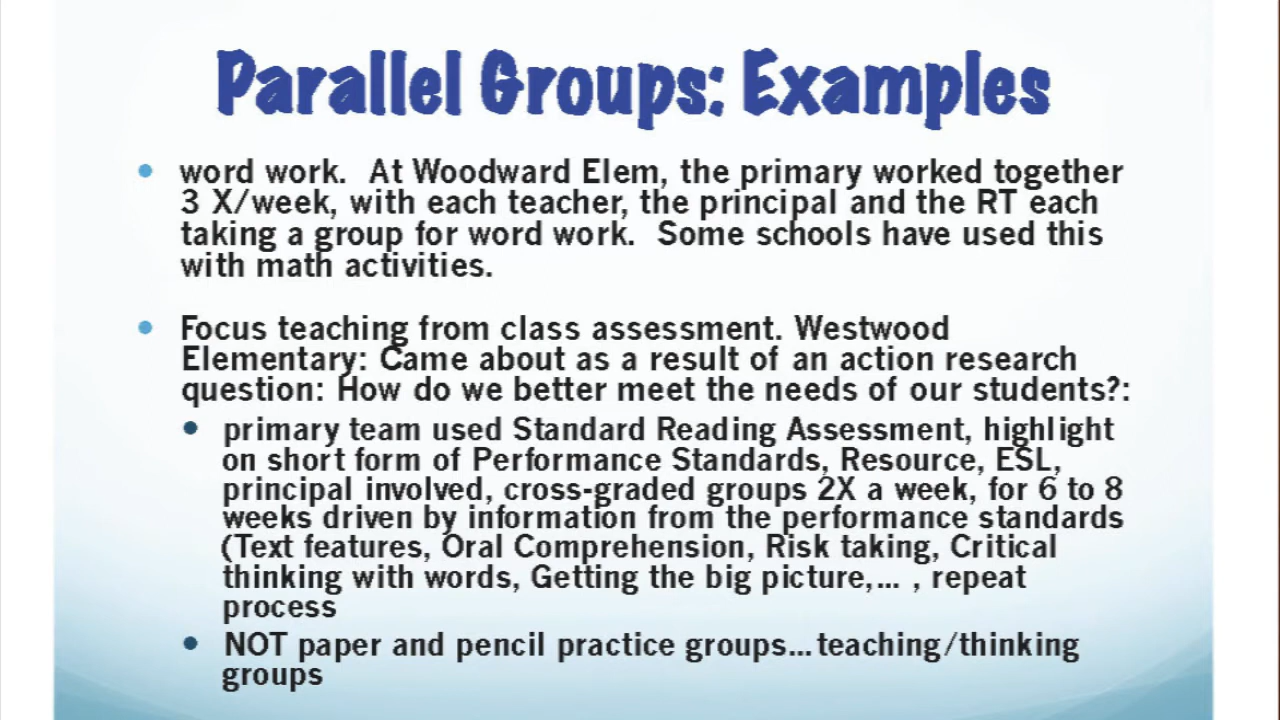 Parallel Groups: Examples
word work.  At Woodward Elem, the primary worked together
3 X/week, with each teacher, the principal and the RT each
taking a group for word work.  Some schools have used this
with math activities.
Focus teaching from class assessment. Westwood
Elementary: Came about as a result of an action research
question: How do we better meet the needs of our students?:
primary team used Standard Reading Assessment, highlight
on short form of Performance Standards, Resource, ESL,
principal involved, cross-graded groups 2X a week, for 6 to 8
weeks driven by information from the performance standards
(Text features, Oral Comprehension, Risk taking, Critical
thinking with words, Getting the big picture,... , repeat
process
NOT paper and pencil practice groups...teaching/thinking
groups